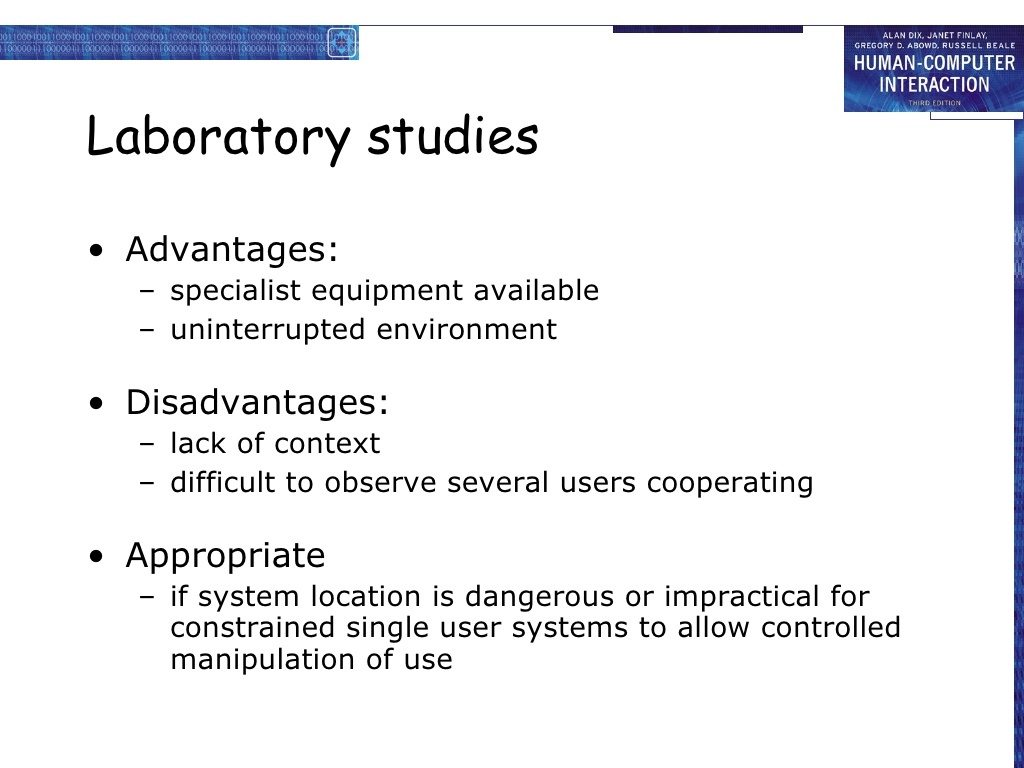 ALAN DIX, JANET FINLAY,
GREGORY D. ABOWD, RUSSELL BEALE
HUMAN-COMPUTER
INTERACTION
THIRD EDITION
Laboratory studies
• Advantages:
– specialist equipment available
– uninterrupted environment
• Disadvantages:
– lack of context
– difficult to observe several users cooperating
• Appropriate
– if system location is dangerous or impractical for
constrained single user systems to allow controlled
manipulation of use